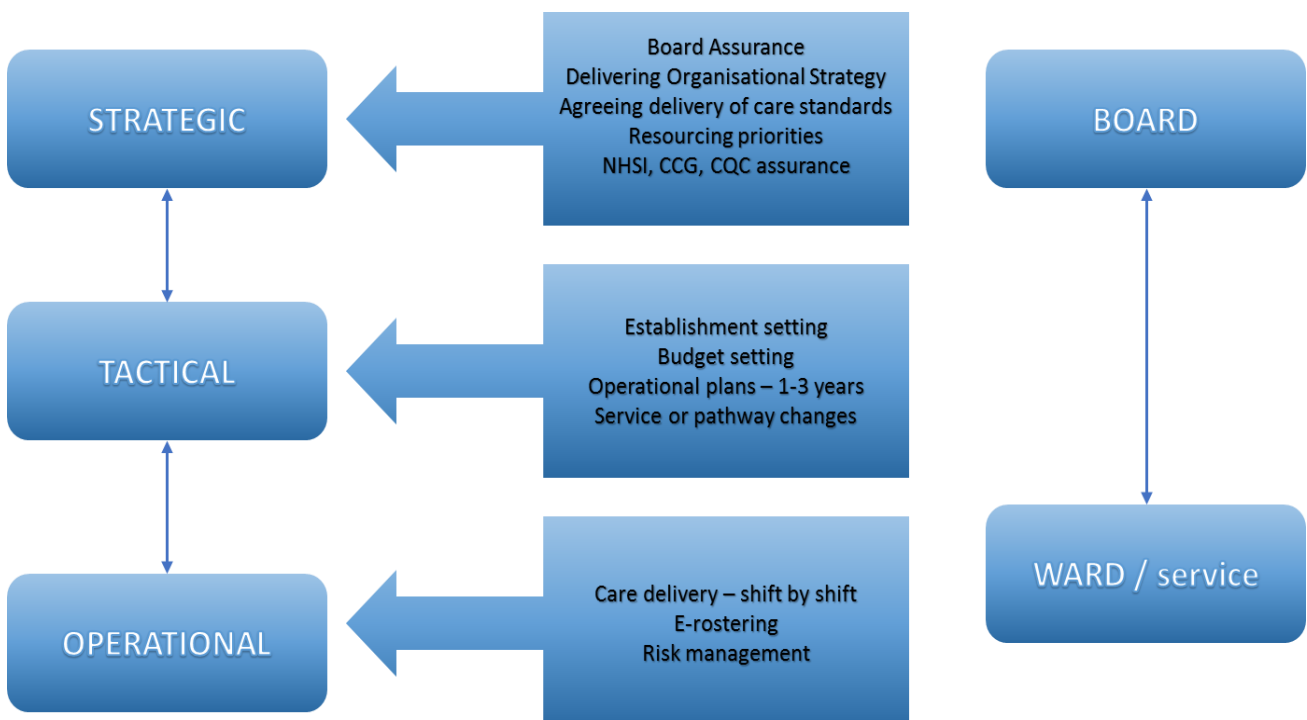 STRATEGIC
Board Assurance
Delivering Organisational Strategy
Agreeing delivery of care standards
Resourcing priorities
NHSI, CCG, CQC assurance
BOARD
TACTICAL
Establishment setting
Budget setting
Operational plans – 1-3 years
Service or pathway changes
OPERATIONAL
Care delivery – shift by shift
E-rostering
Risk management
WARD / service